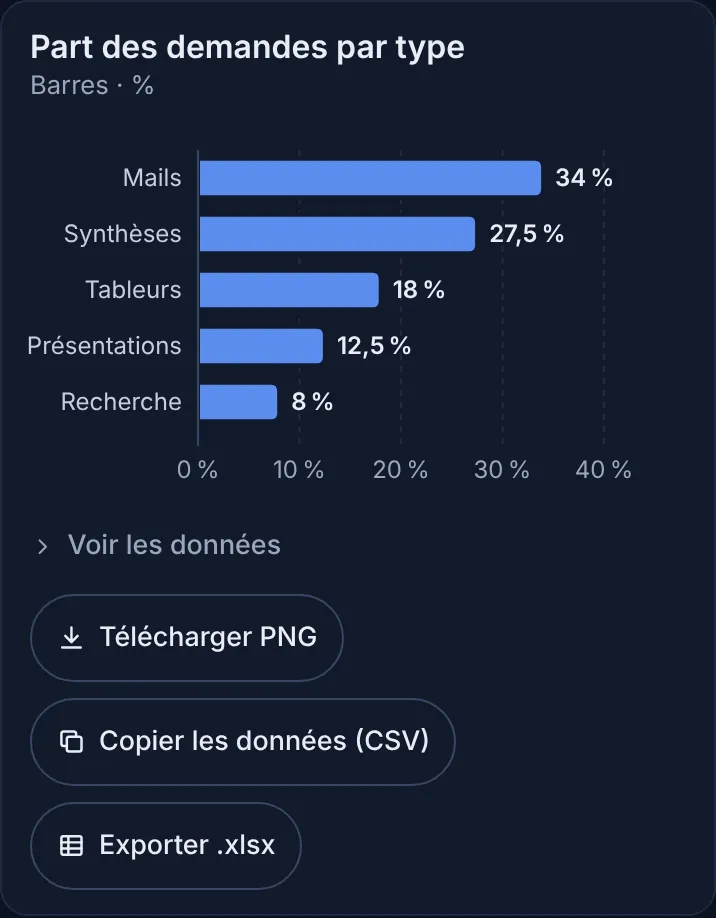 Part des demandes par type
Barres · %
Mails 34 %
Synthèses 27,5 %
Tableurs 18 %
Présentations 12,5 %
Recherche 8 %
0 % 10 % 20 % 30 % 40 %
Voir les données
Télécharger PNG
Copier les données (CSV)
Exporter .xlsx